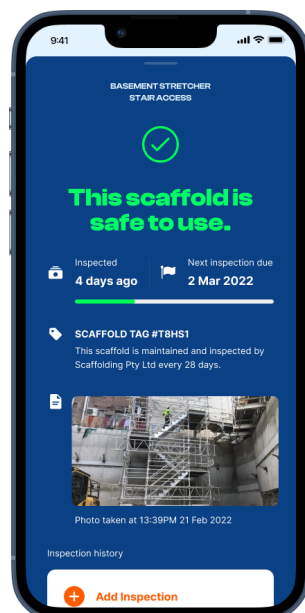 9:41
BASEMENT STRETCHER
STAIR ACCESS
This scaffold is
safe to use.
Inspected
4 days ago
Next inspection due
2 Mar 2022
SCAFFOLD TAG #T8HS1
This scaffold is maintained and inspected by
Scaffolding Pty Ltd every 28 days.
Photo taken at 13:39PM 21 Feb 2022
Inspection history
Add Inspection